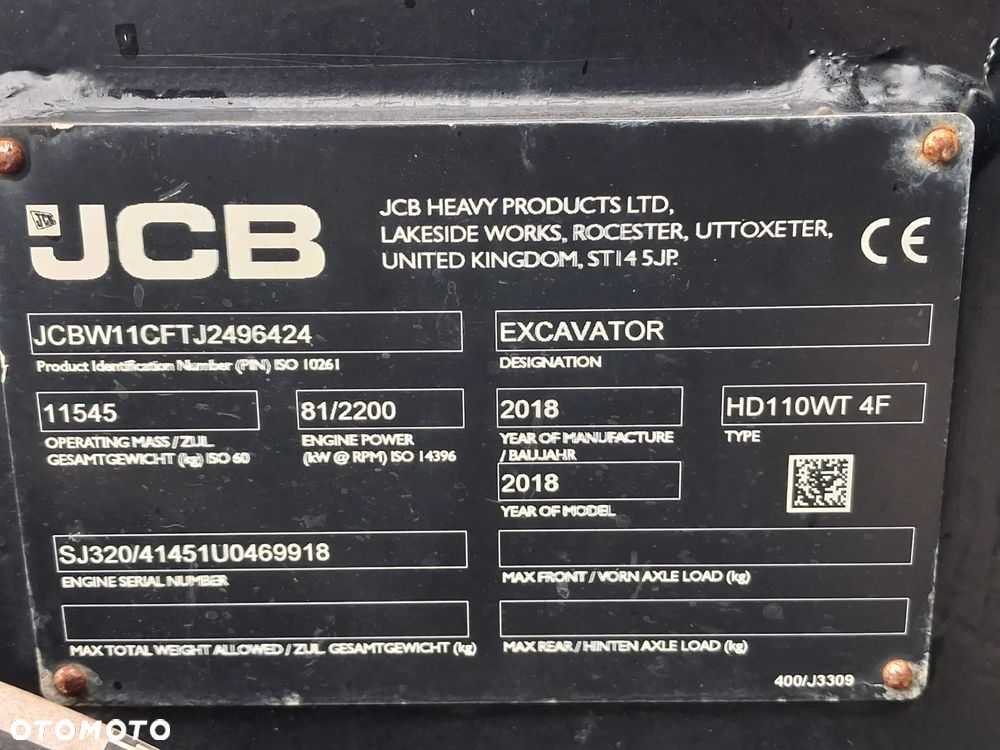 JCB
JCB HEAVY PRODUCTS LTD,
LAKESIDE WORKS, ROCESTER, UTTOXETER,
UNITED KINGDOM, ST14 5JP.
CE
JCBW11CFTJ2496424
Product Identification Number (PIN) ISO 10261
EXCAVATOR
DESIGNATION
11545
OPERATING MASS / ZUL.
GESAMTGEWICHT (kg) ISO 60
81/2200
ENGINE POWER
(kW @ RPM) ISO 14396
2018
YEAR OF MANUFACTURE
/ BAUJAHR
HD110WT 4F
TYPE
2018
YEAR OF MODEL
SJ320/41451U0469918
ENGINE SERIAL NUMBER
MAX FRONT / VORN AXLE LOAD (kg)
MAX TOTAL WEIGHT ALLOWED / ZUL. GESAMTGEWICHT (kg)
MAX REAR / HINTEN AXLE LOAD (kg)
400/J3309
OTOMOTO